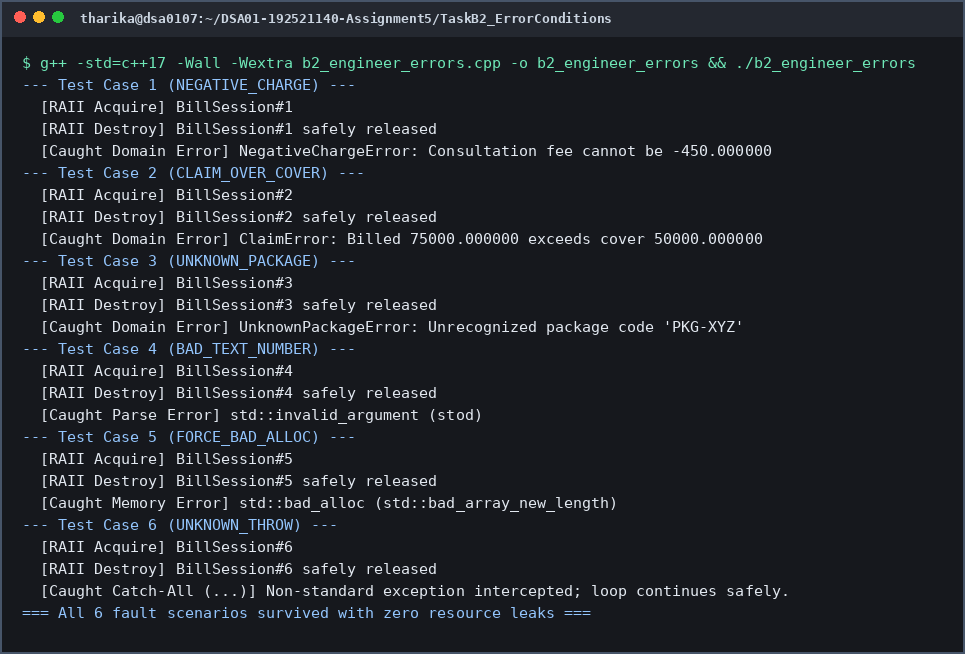 tharika@dsa0107:~/DSA01-192521140-Assignment5/TaskB2_ErrorConditions
$ g++ -std=c++17 -Wall -Wextra b2_engineer_errors.cpp -o b2_engineer_errors && ./b2_engineer_errors
--- Test Case 1 (NEGATIVE_CHARGE) ---
  [RAII Acquire] BillSession#1
  [RAII Destroy] BillSession#1 safely released
  [Caught Domain Error] NegativeChargeError: Consultation fee cannot be -450.000000
--- Test Case 2 (CLAIM_OVER_COVER) ---
  [RAII Acquire] BillSession#2
  [RAII Destroy] BillSession#2 safely released
  [Caught Domain Error] ClaimError: Billed 75000.000000 exceeds cover 50000.000000
--- Test Case 3 (UNKNOWN_PACKAGE) ---
  [RAII Acquire] BillSession#3
  [RAII Destroy] BillSession#3 safely released
  [Caught Domain Error] UnknownPackageError: Unrecognized package code 'PKG-XYZ'
--- Test Case 4 (BAD_TEXT_NUMBER) ---
  [RAII Acquire] BillSession#4
  [RAII Destroy] BillSession#4 safely released
  [Caught Parse Error] std::invalid_argument (stod)
--- Test Case 5 (FORCE_BAD_ALLOC) ---
  [RAII Acquire] BillSession#5
  [RAII Destroy] BillSession#5 safely released
  [Caught Memory Error] std::bad_alloc (std::bad_array_new_length)
--- Test Case 6 (UNKNOWN_THROW) ---
  [RAII Acquire] BillSession#6
  [RAII Destroy] BillSession#6 safely released
  [Caught Catch-All (...)] Non-standard exception intercepted; loop continues safely.
=== All 6 fault scenarios survived with zero resource leaks ===